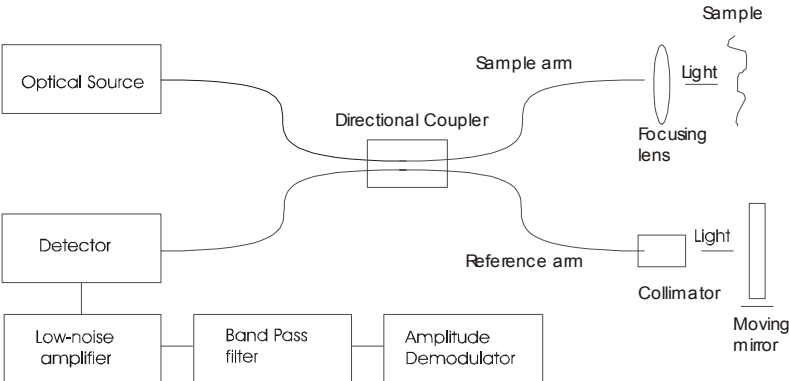 Sample
Optical Source
Sample arm
Light
Directional Coupler
Focusing
lens
Detector
Light
Reference arm
Collimator
Moving
mirror
Low-noise
amplifier
Band Pass
filter
Amplitude
Demodulator